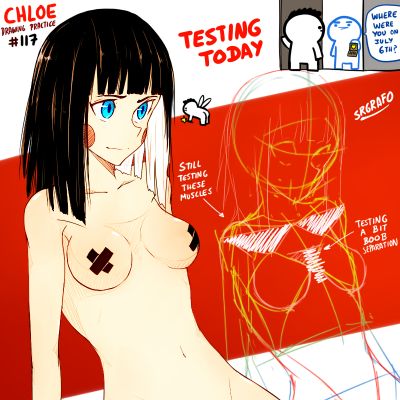 CHLOE
DRAWING PRACTICE
#117
TESTING
TODAY
WHERE
WERE
YOU ON
JULY
6TH?
SRGRAFO
STILL
TESTING
THESE
MUSCLES
TESTING
A BIT
BOOB
SEPARATION